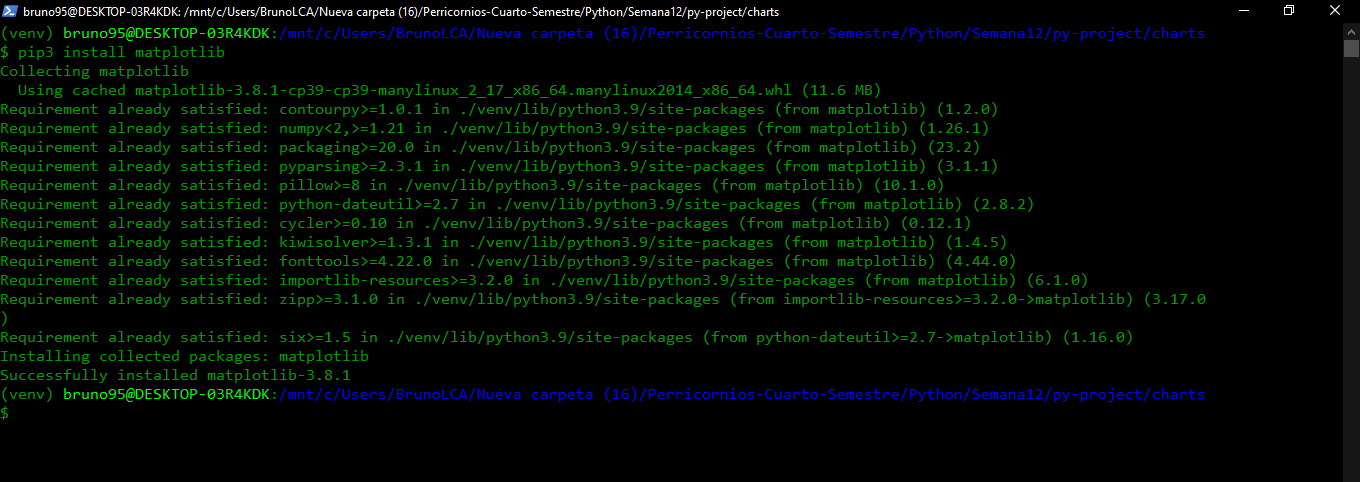 bruno95@DESKTOP-03R4KDK: /mnt/c/Users/BrunoLCA/Nueva carpeta (16)/Perricornios-Cuarto-Semestre/Python/Semana12/py-project/charts
(venv) bruno95@DESKTOP-03R4KDK:/mnt/c/Users/BrunoLCA/Nueva carpeta (16)/Perricornios-Cuarto-Semestre/Python/Semana12/py-project/charts
$ pip3 install matplotlib
Collecting matplotlib
  Using cached matplotlib-3.8.1-cp39-cp39-manylinux_2_17_x86_64.manylinux2014_x86_64.whl (11.6 MB)
Requirement already satisfied: contourpy>=1.0.1 in ./venv/lib/python3.9/site-packages (from matplotlib) (1.2.0)
Requirement already satisfied: numpy<2,>=1.21 in ./venv/lib/python3.9/site-packages (from matplotlib) (1.26.1)
Requirement already satisfied: packaging>=20.0 in ./venv/lib/python3.9/site-packages (from matplotlib) (23.2)
Requirement already satisfied: pyparsing>=2.3.1 in ./venv/lib/python3.9/site-packages (from matplotlib) (3.1.1)
Requirement already satisfied: pillow>=8 in ./venv/lib/python3.9/site-packages (from matplotlib) (10.1.0)
Requirement already satisfied: python-dateutil>=2.7 in ./venv/lib/python3.9/site-packages (from matplotlib) (2.8.2)
Requirement already satisfied: cycler>=0.10 in ./venv/lib/python3.9/site-packages (from matplotlib) (0.12.1)
Requirement already satisfied: kiwisolver>=1.3.1 in ./venv/lib/python3.9/site-packages (from matplotlib) (1.4.5)
Requirement already satisfied: fonttools>=4.22.0 in ./venv/lib/python3.9/site-packages (from matplotlib) (4.44.0)
Requirement already satisfied: importlib-resources>=3.2.0 in ./venv/lib/python3.9/site-packages (from matplotlib) (6.1.0)
Requirement already satisfied: zipp>=3.1.0 in ./venv/lib/python3.9/site-packages (from importlib-resources>=3.2.0->matplotlib) (3.17.0
)
Requirement already satisfied: six>=1.5 in ./venv/lib/python3.9/site-packages (from python-dateutil>=2.7->matplotlib) (1.16.0)
Installing collected packages: matplotlib
Successfully installed matplotlib-3.8.1
(venv) bruno95@DESKTOP-03R4KDK:/mnt/c/Users/BrunoLCA/Nueva carpeta (16)/Perricornios-Cuarto-Semestre/Python/Semana12/py-project/charts
$